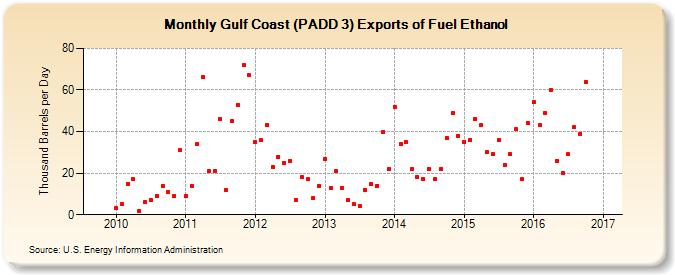 Monthly Gulf Coast (PADD 3) Exports of Fuel Ethanol
Thousand Barrels per Day
80
60
40
20
0
2010 2011 2012 2013 2014 2015 2016 2017
Source: U.S. Energy Information Administration